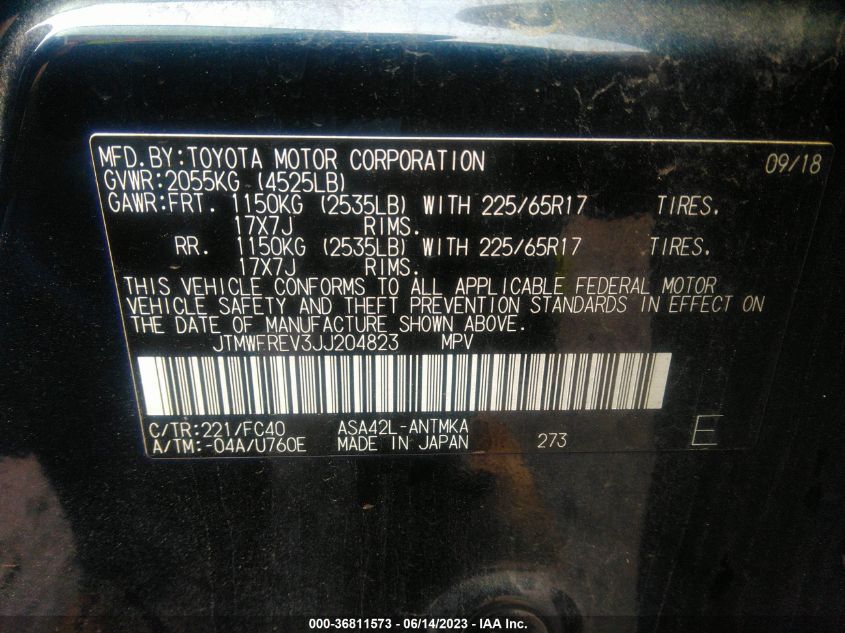 MFD.BY:TOYOTA MOTOR CORPORATION 09/18
GVWR:2055KG (4525LB)
GAWR:FRT. 1150KG (2535LB) WITH 225/65R17 TIRES,
17X7J RIMS.
RR. 1150KG (2535LB) WITH 225/65R17 TIRES,
17X7J RIMS.
THIS VEHICLE CONFORMS TO ALL APPLICABLE FEDERAL MOTOR
VEHICLE SAFETY AND THEFT PREVENTION STANDARDS IN EFFECT ON
THE DATE OF MANUFACTURE SHOWN ABOVE.
JTMWFREV3JJ204823 MPV
C/TR:221/FC40 ASA42L-ANTMKA
A/TM:-04A/U760E MADE IN JAPAN 273 E
000-36811573 - 06/14/2023 - IAA Inc.